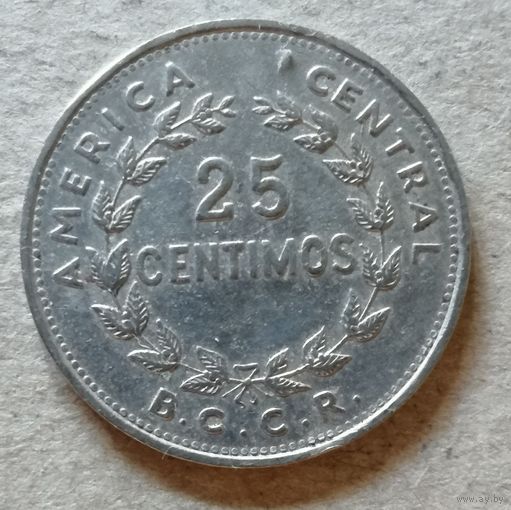 AMERICA CENTRAL
25
CENTIMOS
B.C.C.R.
www.ay.by